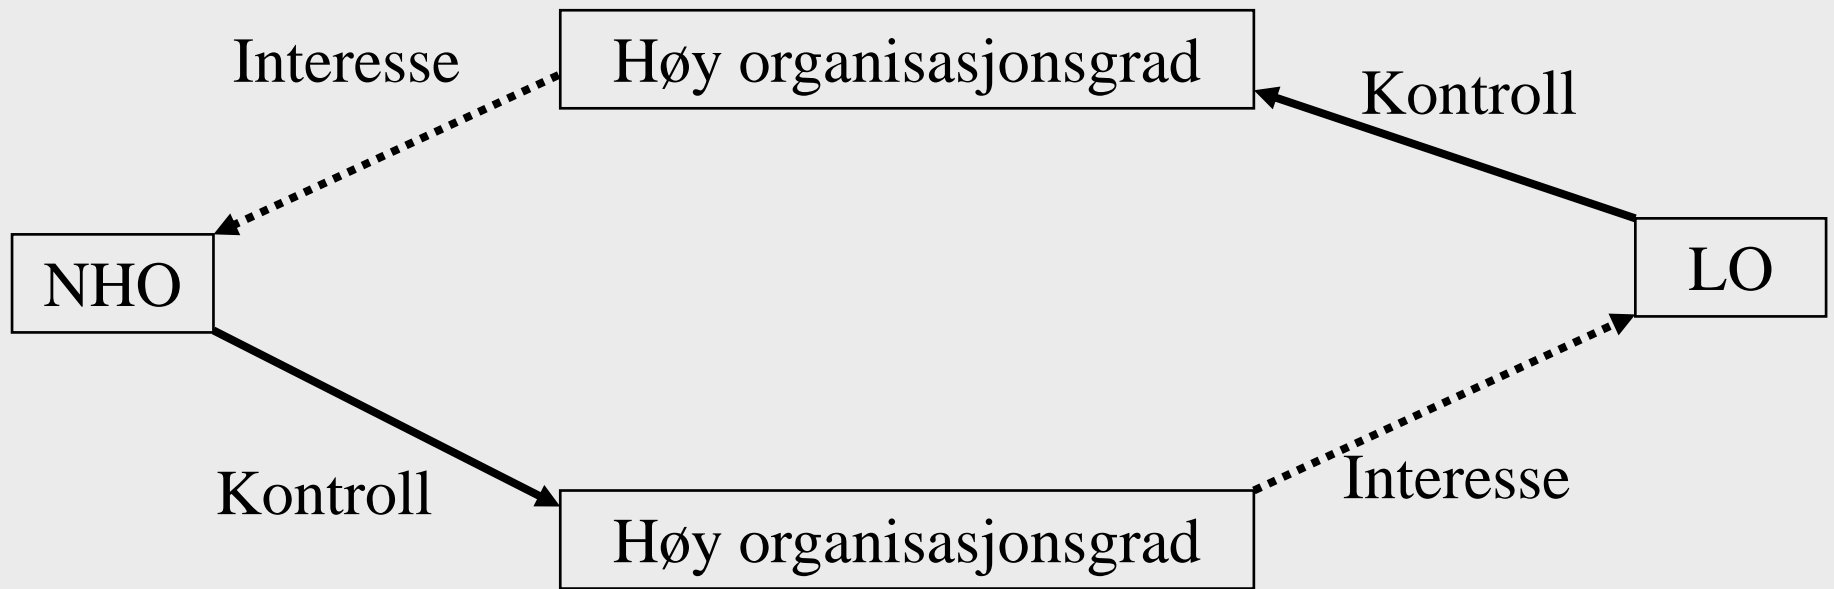 Interesse
Høy organisasjonsgrad
Kontroll
NHO
LO
Kontroll
Interesse
Høy organisasjonsgrad